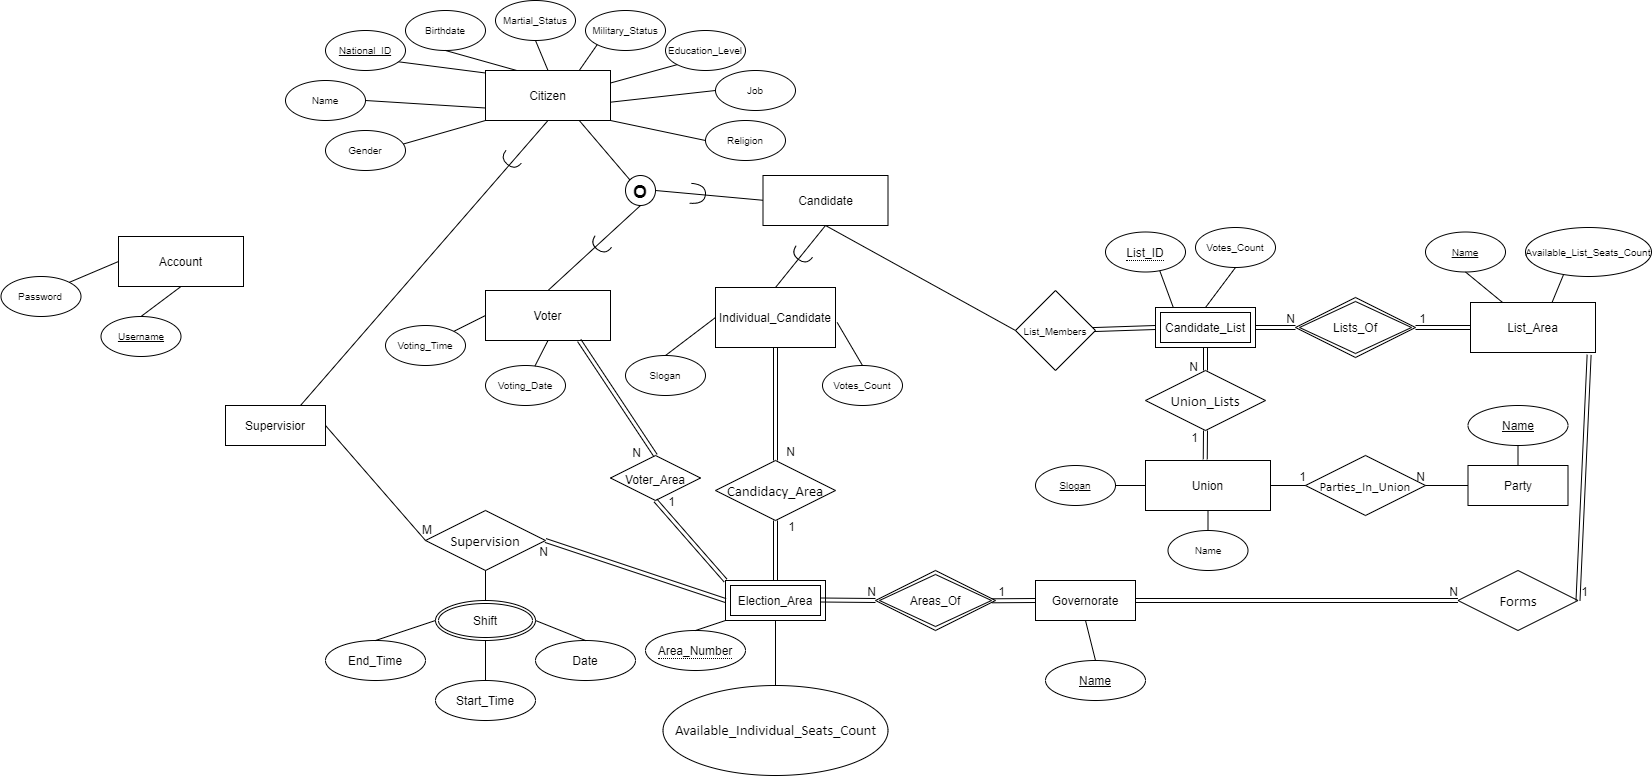 Martial_Status
Birthdate
Military_Status
National_ID
Education_Level
Citizen
Job
Name
Religion
Gender
O
Candidate
Account
Password
Username
List_ID
Votes_Count
Name
Available_List_Seats_Count
Voter
Individual_Candidate
List_Members
Candidate_List
N
Lists_Of
1
List_Area
Voting_Time
Voting_Date
Slogan
Votes_Count
N
Union_Lists
1
Supervisior
Name
N
N
Voter_Area
1
Candidacy_Area
1
Slogan
Union
1
Parties_In_Union
N
Party
Name
M
Supervision
N
Election_Area
N
Areas_Of
1
Governorate
N
Forms
1
Shift
End_Time
Start_Time
Date
Area_Number
Name
Available_Individual_Seats_Count